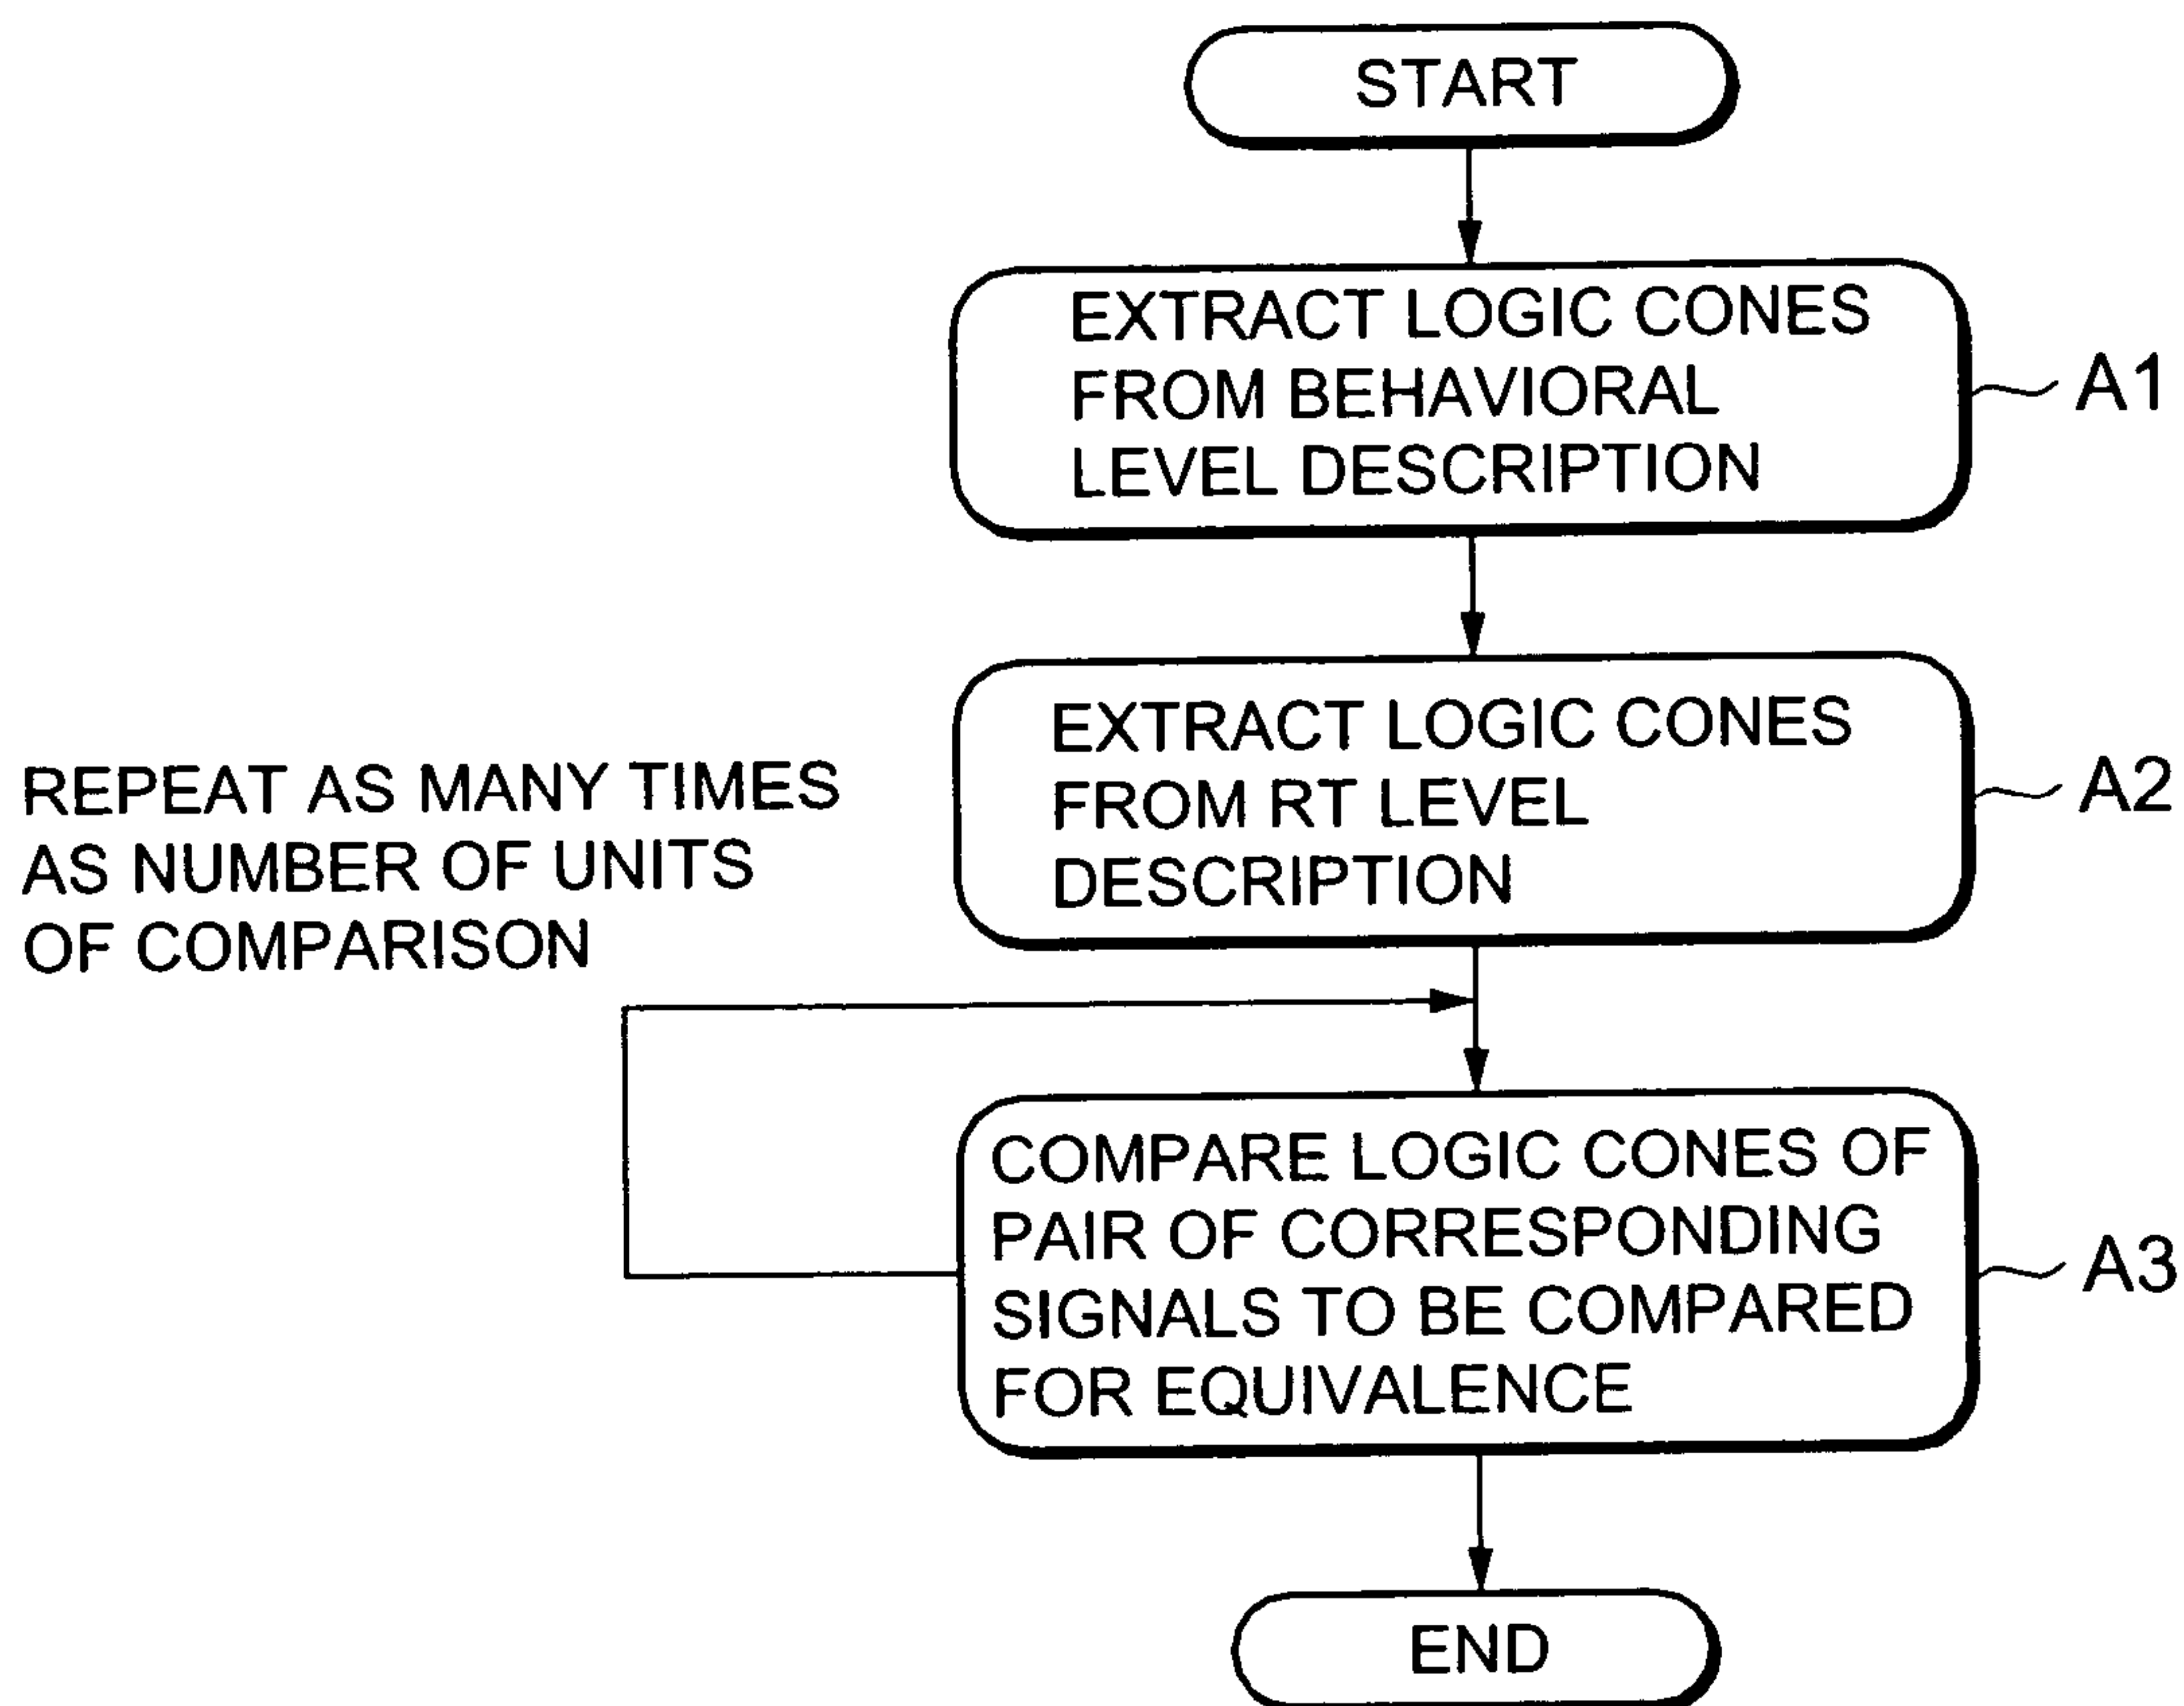 START
EXTRACT LOGIC CONES
FROM BEHAVIORAL
LEVEL DESCRIPTION
A1
EXTRACT LOGIC CONES
FROM RT LEVEL
DESCRIPTION
A2
REPEAT AS MANY TIMES
AS NUMBER OF UNITS
OF COMPARISON
COMPARE LOGIC CONES OF
PAIR OF CORRESPONDING
SIGNALS TO BE COMPARED
FOR EQUIVALENCE
A3
END